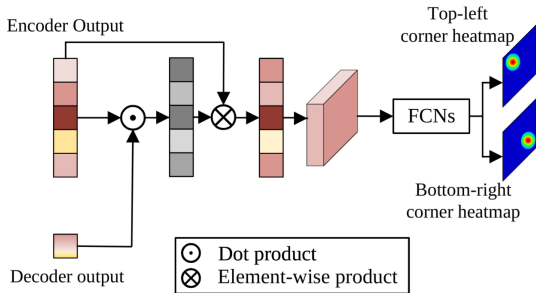 Top-left
corner heatmap
Encoder Output
FCNs
Bottom-right
corner heatmap
Decoder output
Dot product
Element-wise product